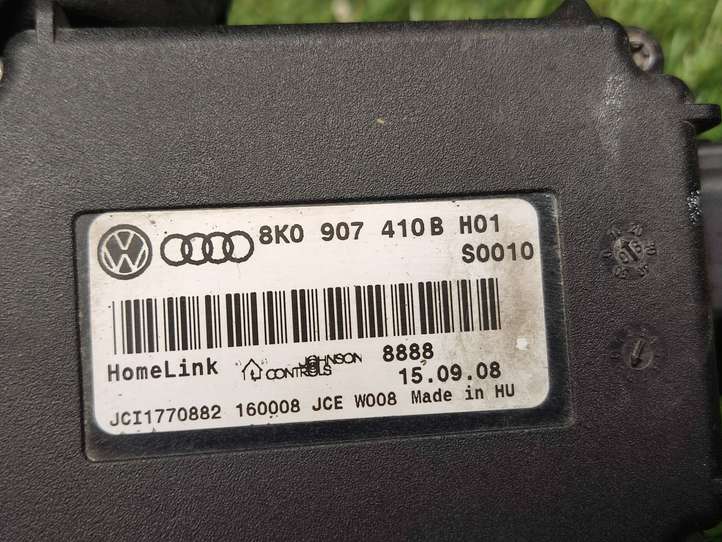 8K0 907 410 B H01
S0010
HomeLink JOHNSON CONTROLS 8888
15.09.08
JCI1770882 160008 JCE W008 Made in HU